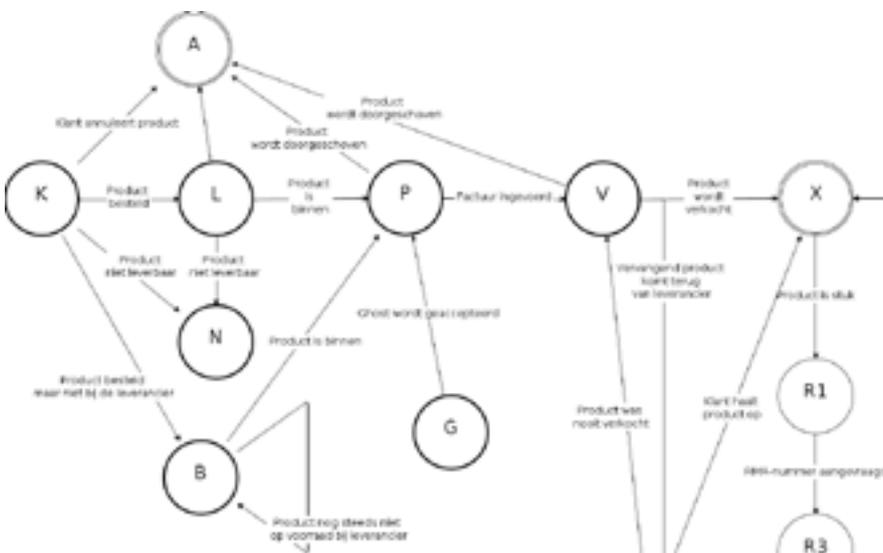 A
Klant annuleert product
Product
wordt doorgeschoven
Product
wordt doorgeschoven
K
Product
besteld
L
Product
is
binnen
P
Factuur ingevoerd
V
Product
wordt
verkocht
X
Product
niet leverbaar
Product
niet leverbaar
Vervangend product
komt terug
van leverancier
Product is stuk
N
Ghost wordt geaccepteerd
Product is binnen
Product besteld
maar niet bij de leverancier
G
Product was
nooit verkocht
Klant haalt
product op
R1
B
RMA-nummer aangevraagd
Product nog steeds niet
op voorraad bij leverancier
R3